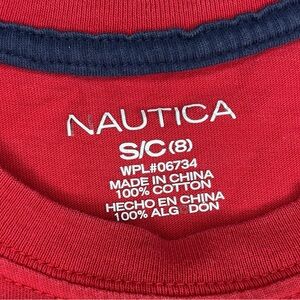 NAUTICA
S/C (8)
WPL#06734
MADE IN CHINA
100% COTTON
HECHO EN CHINA
100% ALG DON